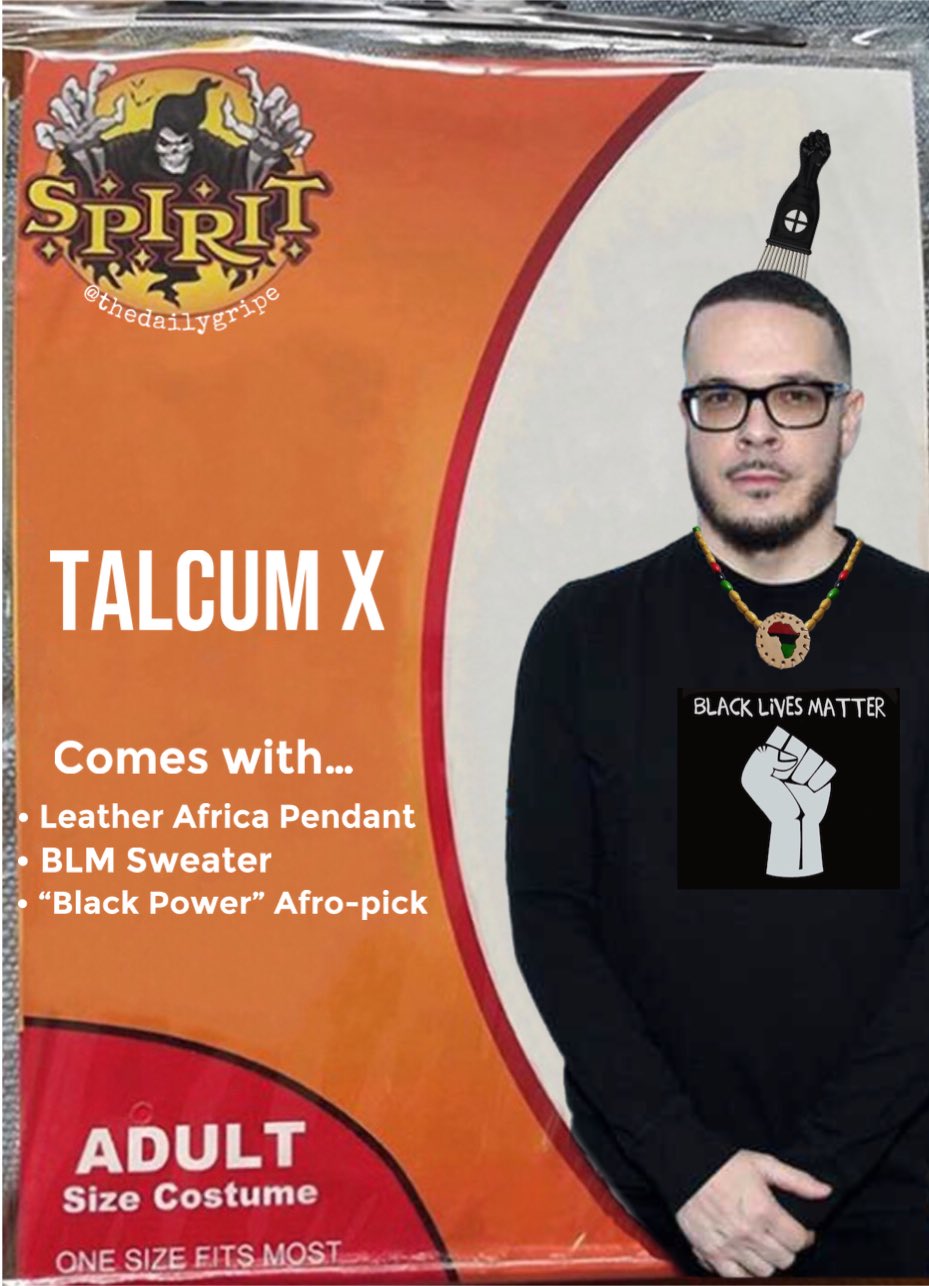 SPIRIT
@thedailygripe
TALCUM X
Comes with...
• Leather Africa Pendant
• BLM Sweater
• “Black Power” Afro-pick
BLACK LiVES MATTER
ADULT
Size Costume
ONE SIZE FITS MOST